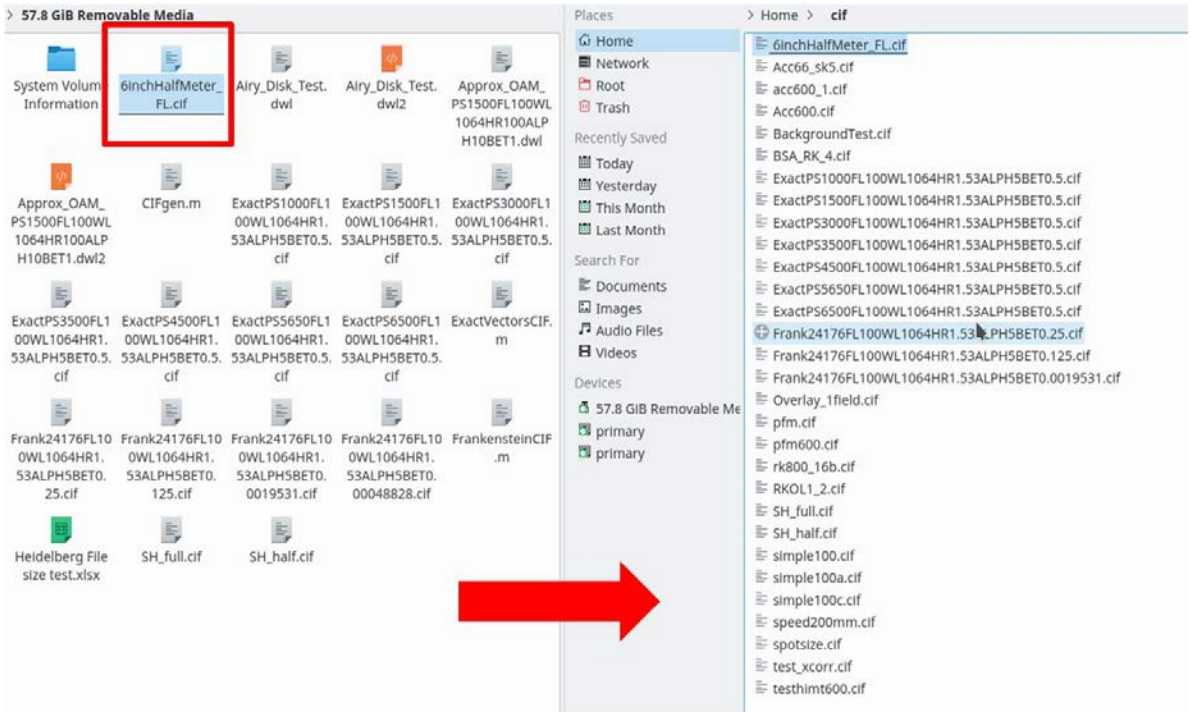 > 57.8 GiB Removable Media
System Volum
Information
6inchHalfMeter_
FL.cif
Airy_Disk_Test.
dwl
Airy_Disk_Test.
dwl2
Approx_OAM_
PS1500FL100WL
1064HR100ALP
H10BET1.dwl
Approx_OAM_
PS1500FL100WL
1064HR100ALP
H10BET1.dwl2
CIFgen.m
ExactPS1000FL1
00WL1064HR1.
53ALPH5BET0.5.
cif
ExactPS1500FL1
00WL1064HR1.
53ALPH5BET0.5.
cif
ExactPS3000FL1
00WL1064HR1.
53ALPH5BET0.5.
cif
ExactPS3500FL1
00WL1064HR1.
53ALPH5BET0.5.
cif
ExactPS4500FL1
00WL1064HR1.
53ALPH5BET0.5.
cif
ExactPS5650FL1
00WL1064HR1.
53ALPH5BET0.5.
cif
ExactPS6500FL1
00WL1064HR1.
53ALPH5BET0.5.
cif
ExactVectorsCIF.
m
Frank24176FL10
0WL1064HR1.
53ALPH5BET0.
25.cif
Frank24176FL10
0WL1064HR1.
53ALPH5BET0.
125.cif
Frank24176FL10
0WL1064HR1.
53ALPH5BET0.
0019531.cif
Frank24176FL10
0WL1064HR1.
53ALPH5BET0.
00048828.cif
FrankensteinCIF
.m
Heidelberg File
size test.xlsx
SH_full.cif
SH_half.cif
Places
Home
Network
Root
Trash
Recently Saved
Today
Yesterday
This Month
Last Month
Search For
Documents
Images
Audio Files
Videos
Devices
57.8 GiB Removable Me
primary
primary
> Home > cif
6inchHalfMeter_FL.cif
Acc66_sk5.cif
acc600_1.cif
Acc600.cif
BackgroundTest.cif
BSA_RK_4.cif
ExactPS1000FL100WL1064HR1.53ALPH5BET0.5.cif
ExactPS1500FL100WL1064HR1.53ALPH5BET0.5.cif
ExactPS3000FL100WL1064HR1.53ALPH5BET0.5.cif
ExactPS3500FL100WL1064HR1.53ALPH5BET0.5.cif
ExactPS4500FL100WL1064HR1.53ALPH5BET0.5.cif
ExactPS5650FL100WL1064HR1.53ALPH5BET0.5.cif
ExactPS6500FL100WL1064HR1.53ALPH5BET0.5.cif
Frank24176FL100WL1064HR1.53ALPH5BET0.25.cif
Frank24176FL100WL1064HR1.53ALPH5BET0.125.cif
Frank24176FL100WL1064HR1.53ALPH5BET0.0019531.cif
Overlay_1field.cif
pfm.cif
pfm600.cif
rk800_16b.cif
RKOL1_2.cif
SH_full.cif
SH_half.cif
simple100.cif
simple100a.cif
simple100c.cif
speed200mm.cif
spotsize.cif
test_xcorr.cif
testhimt600.cif